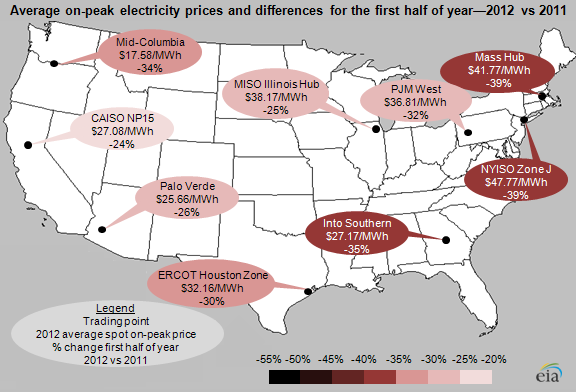 Average on-peak electricity prices and differences for the first half of year—2012 vs 2011
Mid-Columbia
$17.58/MWh
-34%
MISO Illinois Hub
$38.17/MWh
-25%
PJM West
$36.81/MWh
-32%
Mass Hub
$41.77/MWh
-39%
CAISO NP15
$27.08/MWh
-24%
Palo Verde
$25.66/MWh
-26%
NYISO Zone J
$47.77/MWh
-39%
Into Southern
$27.17/MWh
-35%
ERCOT Houston Zone
$32.16/MWh
-30%
Legend
Trading point
2012 average spot on-peak price
% change first half of year
2012 vs 2011
-55% -50% -45% -40% -35% -30% -25% -20%
eia